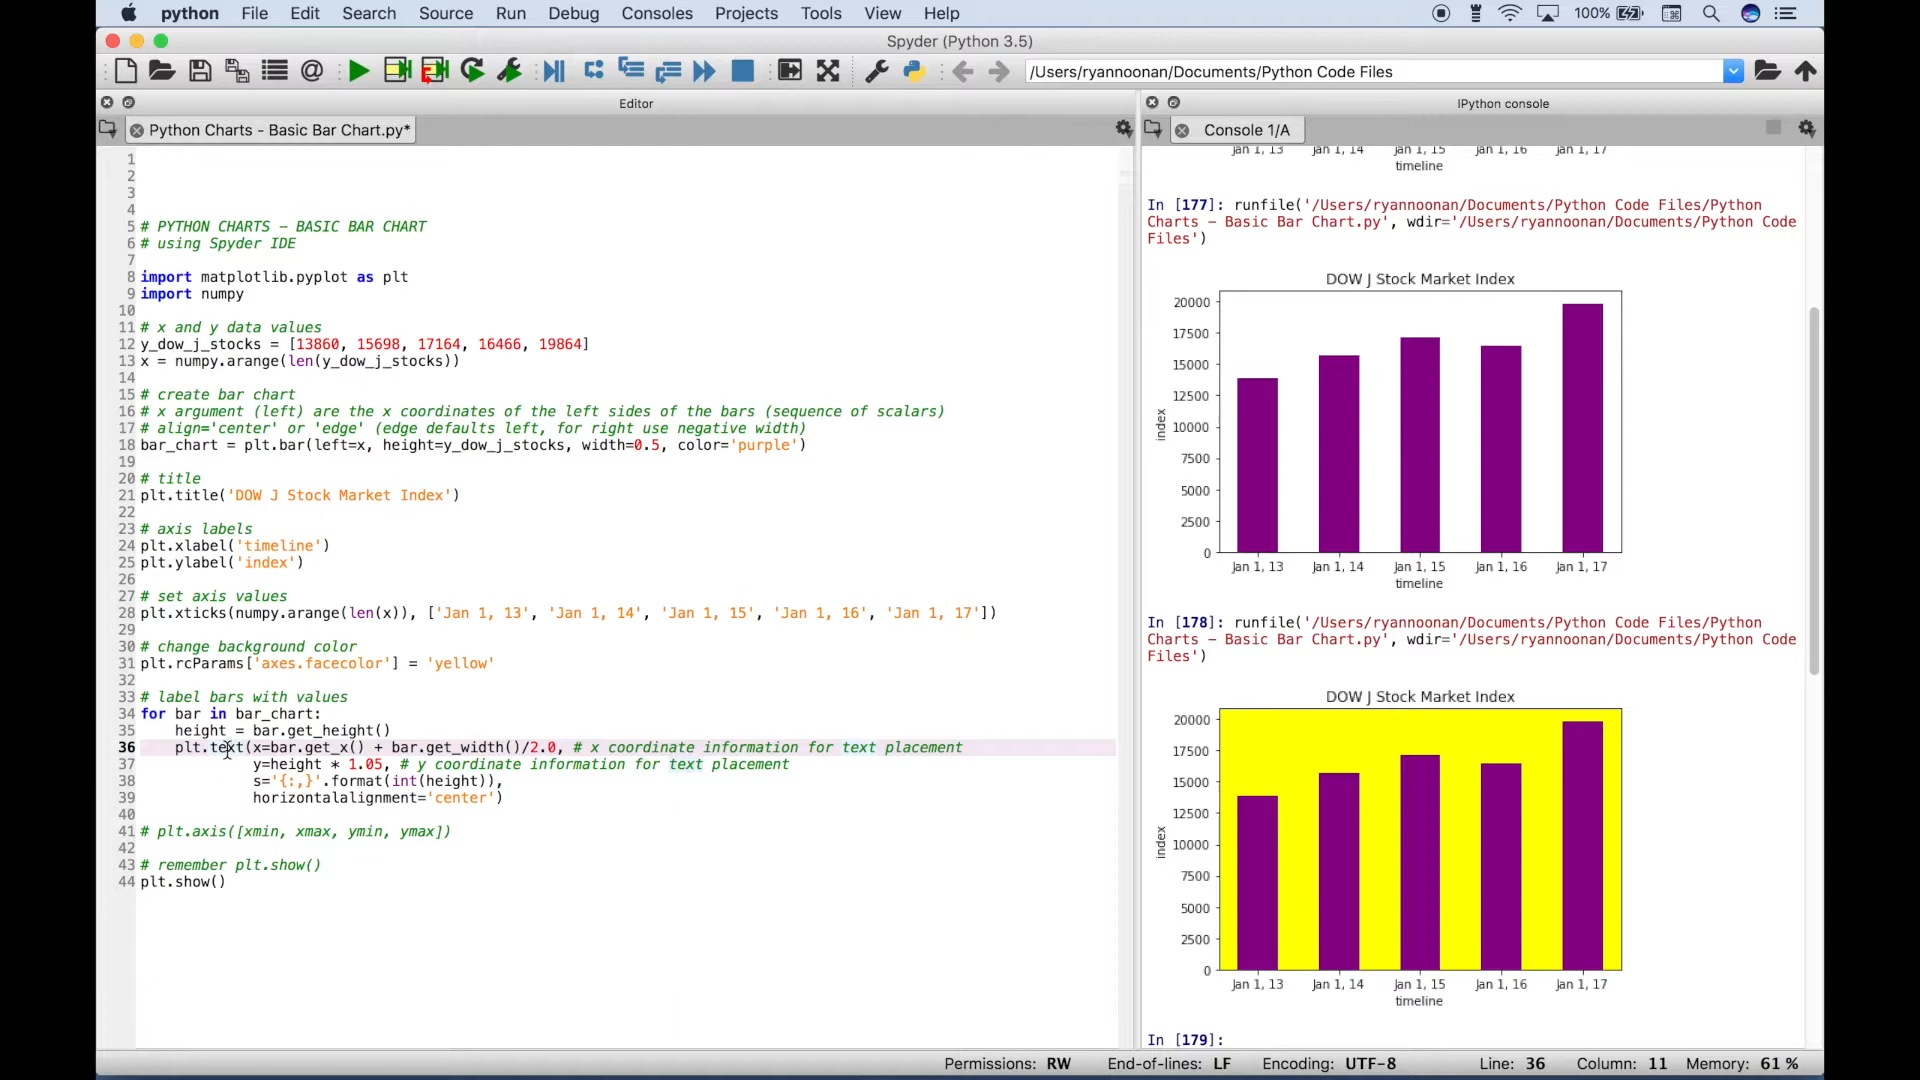 python File Edit Search Source Run Debug Consoles Projects Tools View Help 100%
Spyder (Python 3.5)
/Users/ryannoonan/Documents/Python Code Files
Editor
Python Charts - Basic Bar Chart.py*
1
2
3
4
5 # PYTHON CHARTS – BASIC BAR CHART
6 # using Spyder IDE
7
8 import matplotlib.pyplot as plt
9 import numpy
10
11 # x and y data values
12 y_dow_j_stocks = [13860, 15698, 17164, 16466, 19864]
13 x = numpy.arange(len(y_dow_j_stocks))
14
15 # create bar chart
16 # x argument (left) are the x coordinates of the left sides of the bars (sequence of scalars)
17 # align='center' or 'edge' (edge defaults left, for right use negative width)
18 bar_chart = plt.bar(left=x, height=y_dow_j_stocks, width=0.5, color='purple')
19
20 # title
21 plt.title('DOW J Stock Market Index')
22
23 # axis labels
24 plt.xlabel('timeline')
25 plt.ylabel('index')
26
27 # set axis values
28 plt.xticks(numpy.arange(len(x)), ['Jan 1, 13', 'Jan 1, 14', 'Jan 1, 15', 'Jan 1, 16', 'Jan 1, 17'])
29
30 # change background color
31 plt.rcParams['axes.facecolor'] = 'yellow'
32
33 # label bars with values
34 for bar in bar_chart:
35 height = bar.get_height()
36 plt.text(x=bar.get_x() + bar.get_width()/2.0, # x coordinate information for text placement
37 y=height * 1.05, # y coordinate information for text placement
38 s='{:,}'.format(int(height)),
39 horizontalalignment='center')
40
41 # plt.axis([xmin, xmax, ymin, ymax])
42
43 # remember plt.show()
44 plt.show()
IPython console
Console 1/A
Jan 1, 13 Jan 1, 14 Jan 1, 15 Jan 1, 16 Jan 1, 17
timeline
In [177]: runfile('/Users/ryannoonan/Documents/Python Code Files/Python
Charts – Basic Bar Chart.py', wdir='/Users/ryannoonan/Documents/Python Code
Files')
DOW J Stock Market Index
20000
17500
15000
12500
10000
7500
5000
2500
0
index
Jan 1, 13 Jan 1, 14 Jan 1, 15 Jan 1, 16 Jan 1, 17
timeline
In [178]: runfile('/Users/ryannoonan/Documents/Python Code Files/Python
Charts – Basic Bar Chart.py', wdir='/Users/ryannoonan/Documents/Python Code
Files')
DOW J Stock Market Index
20000
17500
15000
12500
10000
7500
5000
2500
0
index
Jan 1, 13 Jan 1, 14 Jan 1, 15 Jan 1, 16 Jan 1, 17
timeline
In [179]:
Permissions: RW End-of-lines: LF Encoding: UTF-8 Line: 36 Column: 11 Memory: 61 %